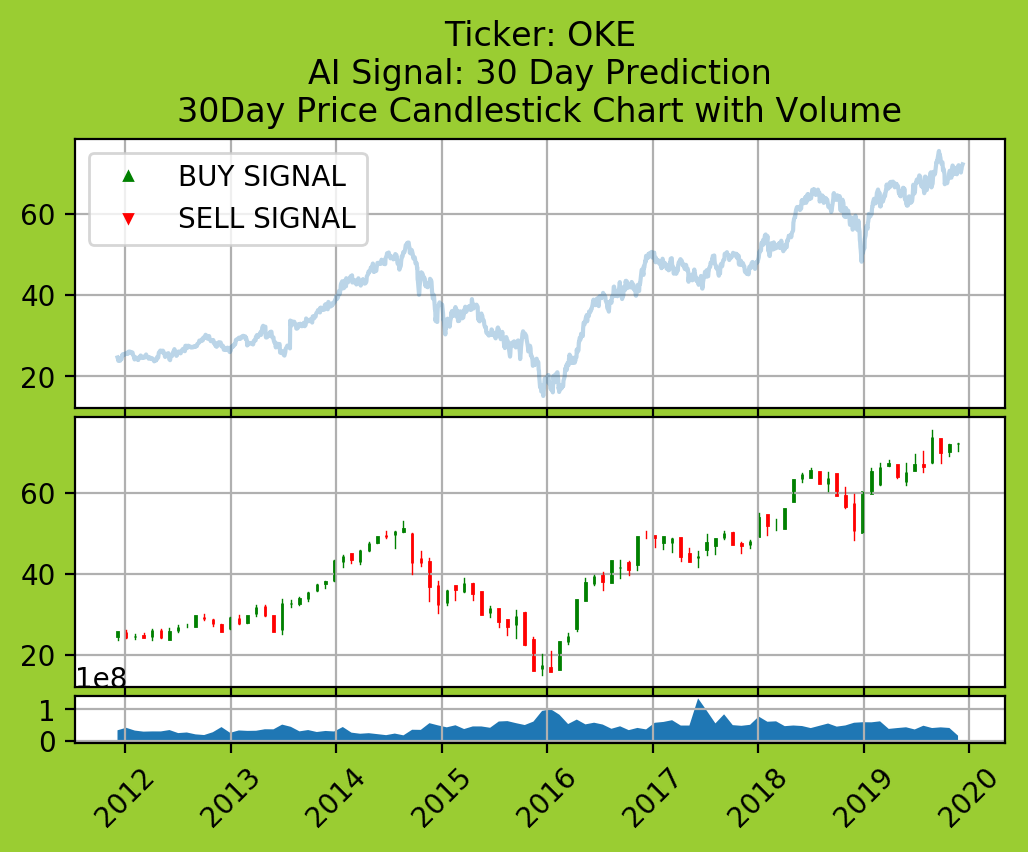 Ticker: OKE
AI Signal: 30 Day Prediction
30Day Price Candlestick Chart with Volume
BUY SIGNAL
SELL SIGNAL
60
40
20
60
40
20
1e8
1
0
2012
2013
2014
2015
2016
2017
2018
2019
2020